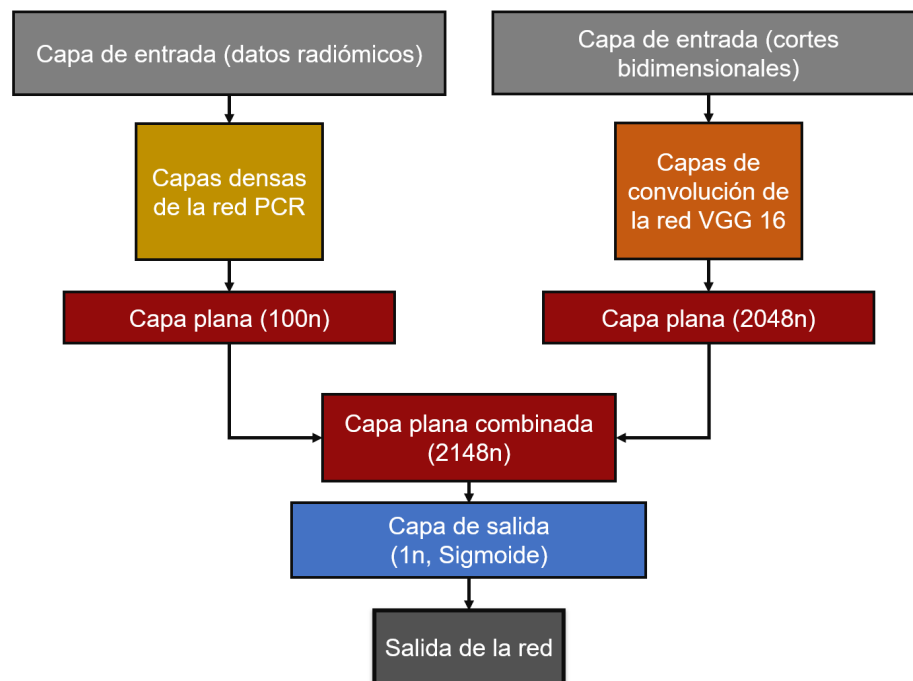 Capa de entrada (datos radiómicos)
Capa de entrada (cortes
bidimensionales)
Capas densas
de la red PCR
Capas de
convolución de
la red VGG 16
Capa plana (100n)
Capa plana (2048n)
Capa plana combinada
(2148n)
Capa de salida
(1n, Sigmoide)
Salida de la red